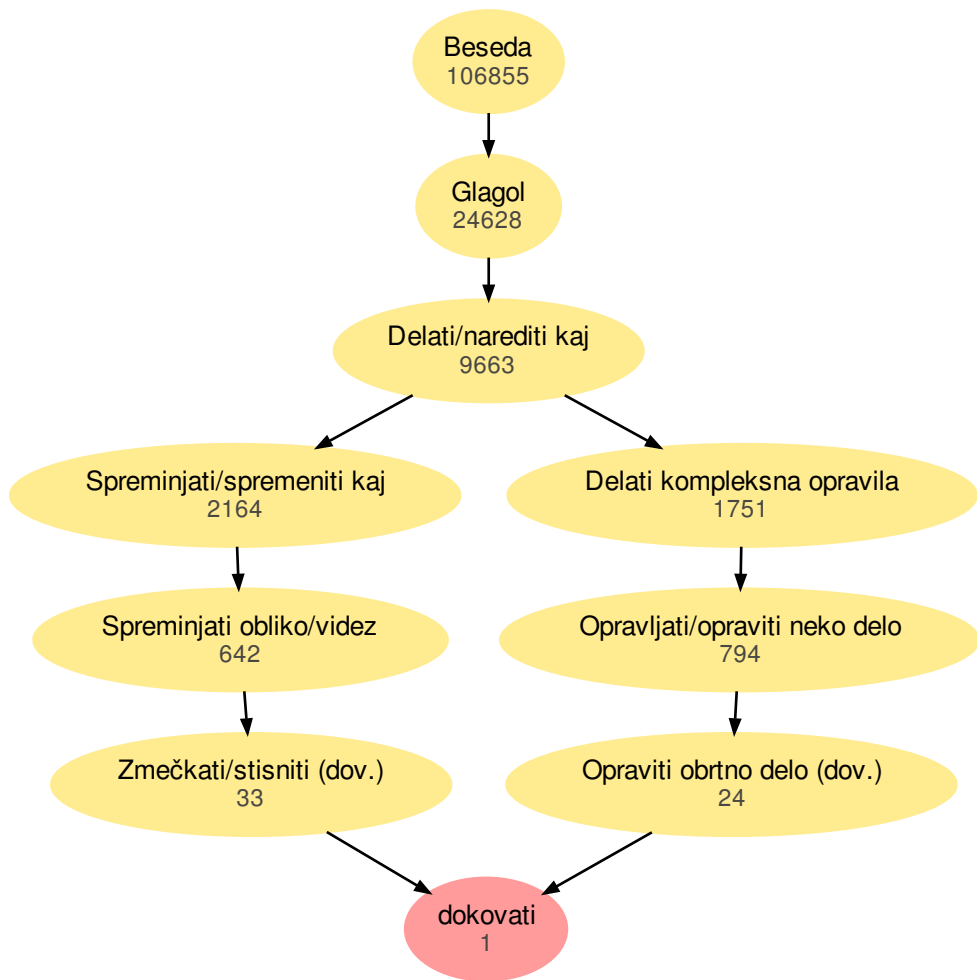 Beseda
106855
Glagol
24628
Delati/narediti kaj
9663
Spreminjati/spremeniti kaj
2164
Delati kompleksna opravila
1751
Spreminjati obliko/videz
642
Opravljati/opraviti neko delo
794
Zmečkati/stisniti (dov.)
33
Opraviti obrtno delo (dov.)
24
dokovati
1